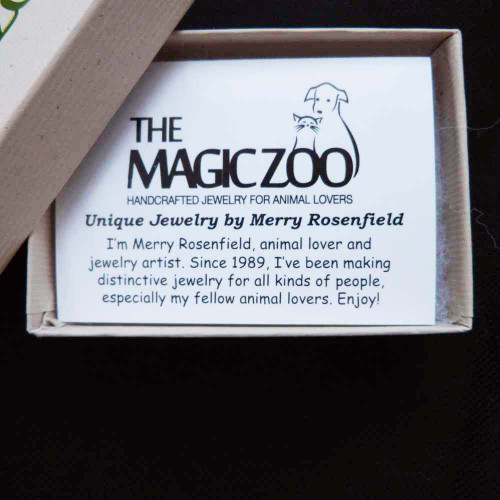 THE
MAGIC ZOO
HANDCRAFTED JEWELRY FOR ANIMAL LOVERS
Unique Jewelry by Merry Rosenfield
I'm Merry Rosenfield, animal lover and
jewelry artist. Since 1989, I've been making
distinctive jewelry for all kinds of people,
especially my fellow animal lovers. Enjoy!